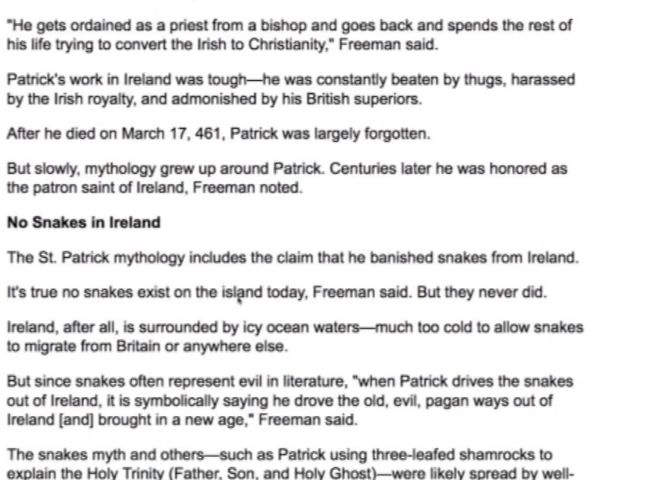 "He gets ordained as a priest from a bishop and goes back and spends the rest of
his life trying to convert the Irish to Christianity," Freeman said.
Patrick's work in Ireland was tough—he was constantly beaten by thugs, harassed
by the Irish royalty, and admonished by his British superiors.
After he died on March 17, 461, Patrick was largely forgotten.
But slowly, mythology grew up around Patrick. Centuries later he was honored as
the patron saint of Ireland, Freeman noted.
No Snakes in Ireland
The St. Patrick mythology includes the claim that he banished snakes from Ireland.
It's true no snakes exist on the island today, Freeman said. But they never did.
Ireland, after all, is surrounded by icy ocean waters—much too cold to allow snakes
to migrate from Britain or anywhere else.
But since snakes often represent evil in literature, "when Patrick drives the snakes
out of Ireland, it is symbolically saying he drove the old, evil, pagan ways out of
Ireland [and] brought in a new age," Freeman said.
The snakes myth and others—such as Patrick using three-leafed shamrocks to
explain the Holy Trinity (Father, Son, and Holy Ghost)—were likely spread by well-